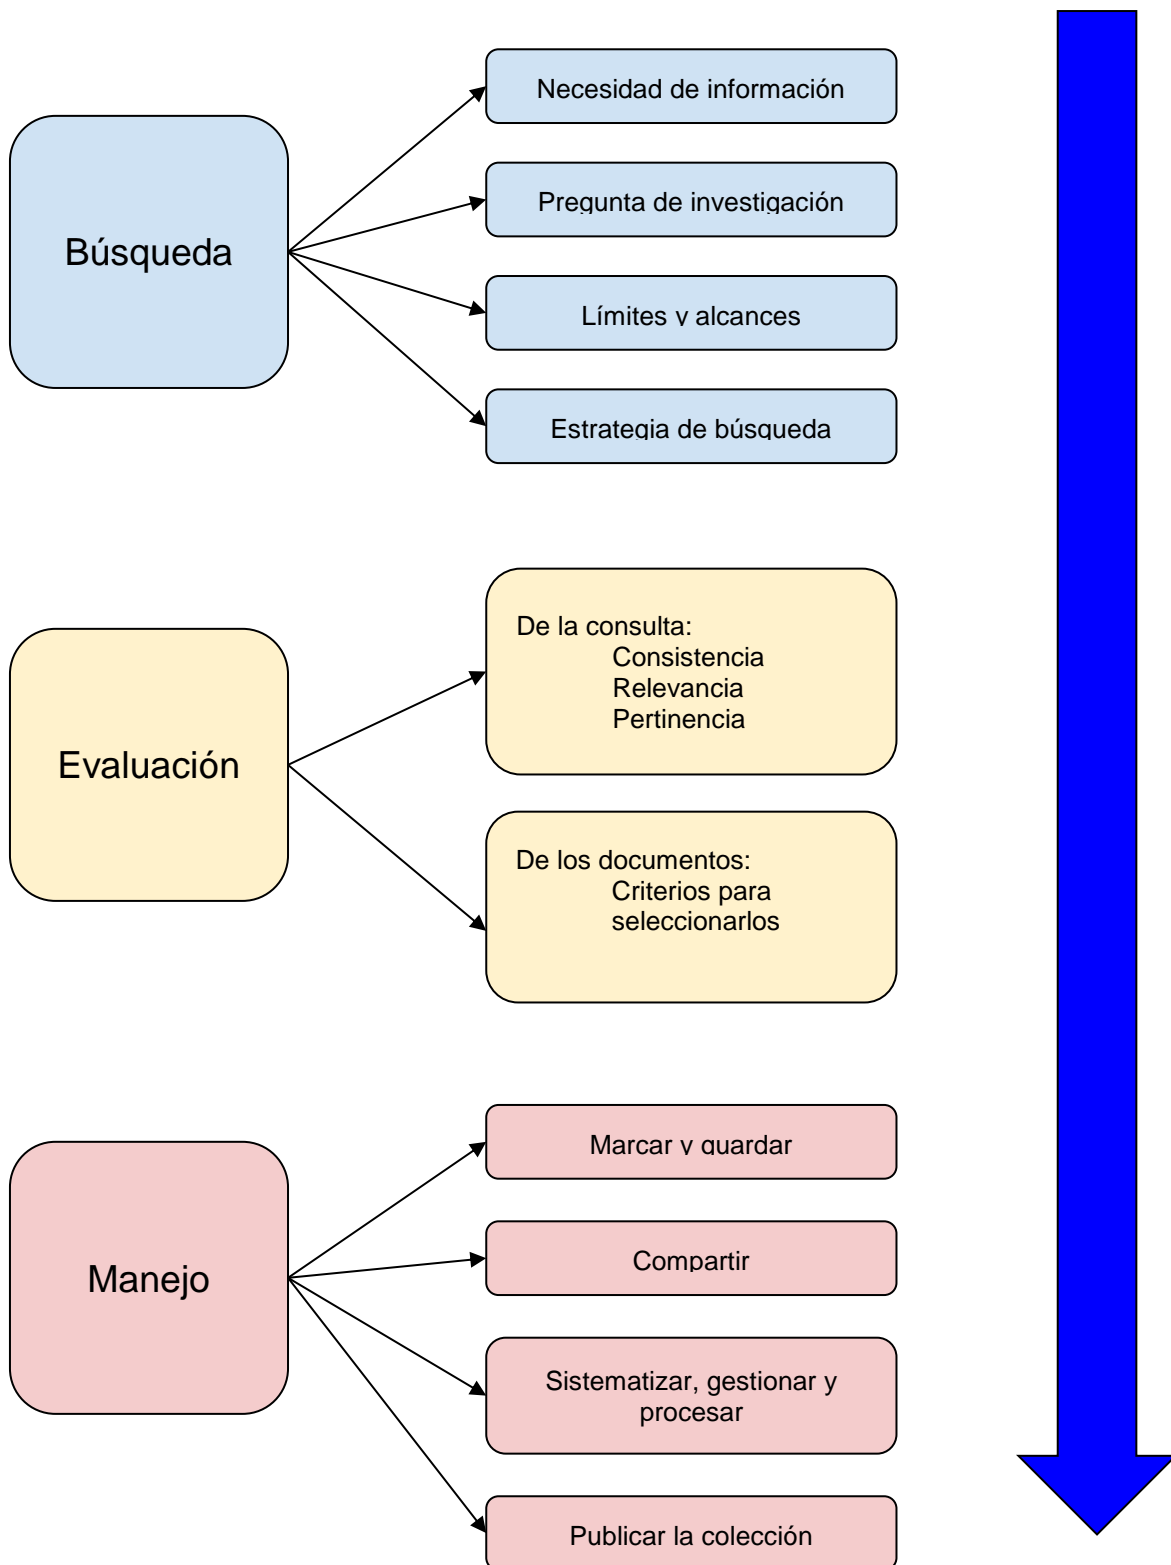 Búsqueda
Necesidad de información
Pregunta de investigación
Límites y alcances
Estrategia de búsqueda
Evaluación
De la consulta:
Consistencia
Relevancia
Pertinencia
De los documentos:
Criterios para
seleccionarlos
Manejo
Marcar y guardar
Compartir
Sistematizar, gestionar y
procesar
Publicar la colección